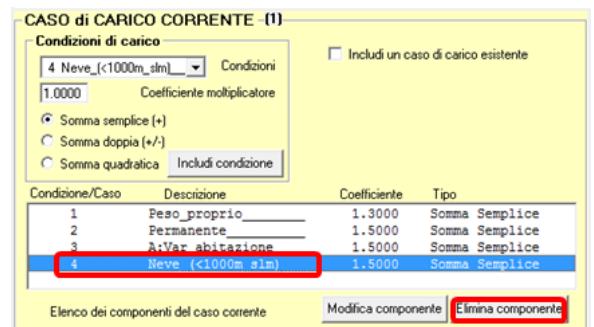 CASO di CARICO CORRENTE -(1)
Condizioni di carico
4 Neve_(<1000m_slm)__ Condizioni
Includi un caso di carico esistente
1.0000 Coefficiente moltiplicatore
Somma semplice (+)
Somma doppia (+/-)
Somma quadratica Includi condizione
Condizione/Caso Descrizione Coefficiente Tipo
1 Peso_proprio________ 1.3000 Somma Semplice
2 Permanente__________ 1.5000 Somma Semplice
3 A:Var abitazione 1.5000 Somma Semplice
4 Neve (<1000m slm) 1.5000 Somma Semplice
Elenco dei componenti del caso corrente Modifica componente Elimina componente